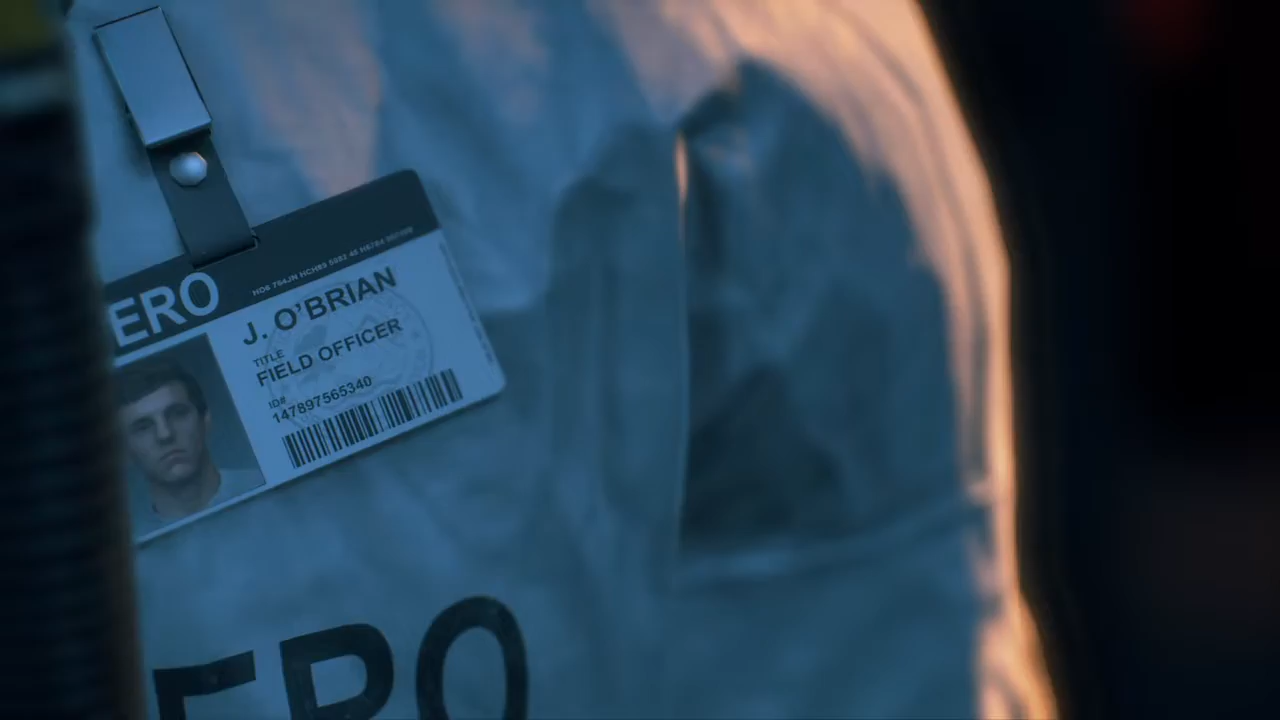 ERO
J. O'BRIAN
TITLE
FIELD OFFICER
ID#
147897565340
ERO